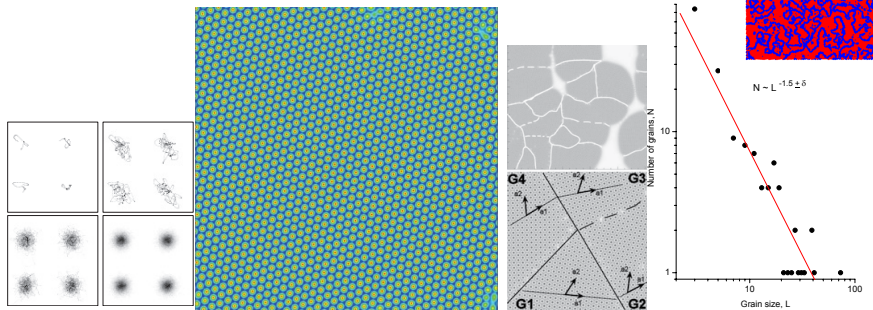 G4
G3
a2
a1
a2
a1
a2
a1
a2
a1
G1
G2
Number of grains, N
10
1
N ~ L -1.5 ± δ
1
10
100
Grain size, L